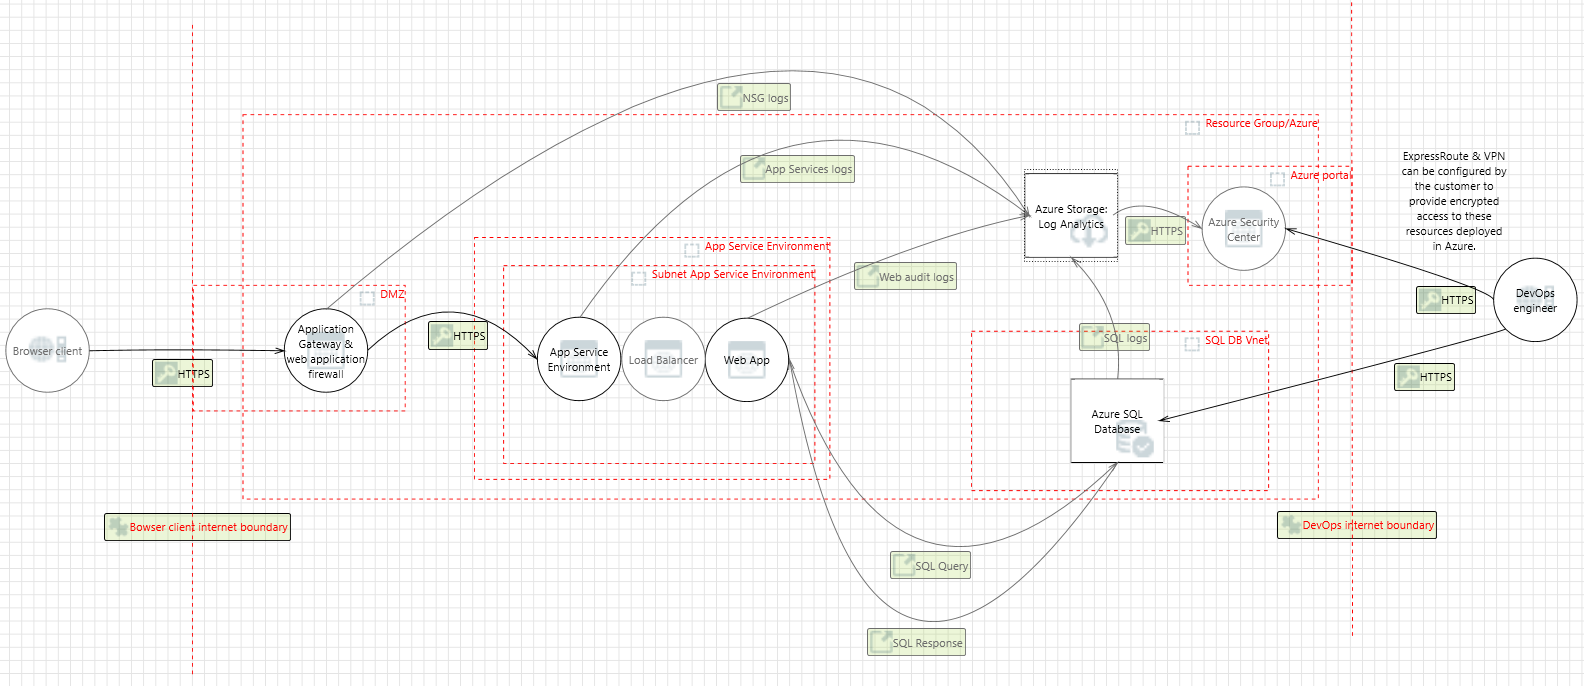 NSG logs
Resource Group/Azure
App Services logs
ExpressRoute & VPN
can be configured by
the customer to
provide encrypted
access to these
resources deployed
in Azure.
Azure portal
Azure Storage:
Log Analytics
HTTPS
Azure Security
Center
App Service Environment
Subnet App Service Environment
Web audit logs
DMZ
HTTPS
DevOps
engineer
Browser client
HTTPS
Application
Gateway &
web application
firewall
HTTPS
App Service
Environment
Load Balancer
Web App
SQL logs
SQL DB Vnet
HTTPS
Azure SQL
Database
Bowser client internet boundary
DevOps internet boundary
SQL Query
SQL Response